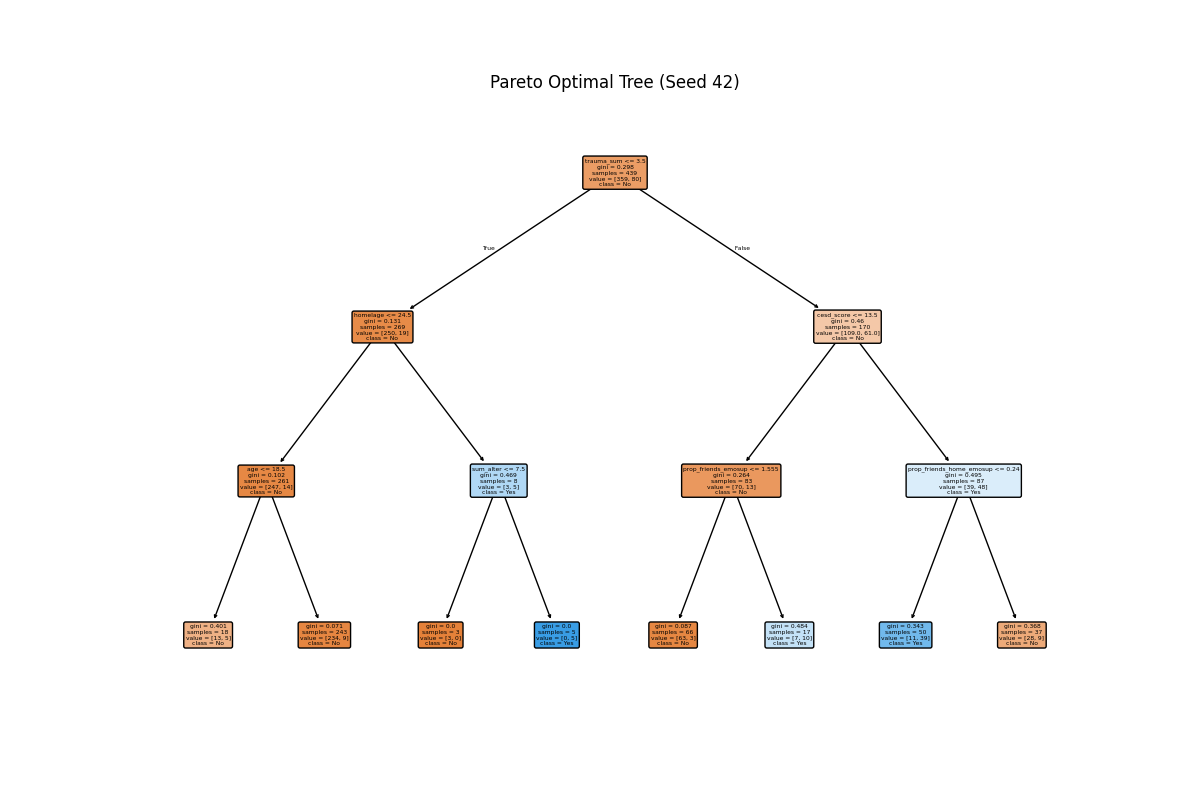 Pareto Optimal Tree (Seed 42)
trauma_sum <= 3.5
gini = 0.298
samples = 439
value = [359, 80]
class = No
True
False
homelage <= 24.5
gini = 0.131
samples = 269
value = [250, 19]
class = No
cesd_score <= 13.5
gini = 0.46
samples = 170
value = [109.0, 61.0]
class = No
age <= 18.5
gini = 0.102
samples = 261
value = [247, 14]
class = No
sum_alter <= 7.5
gini = 0.469
samples = 8
value = [3, 5]
class = Yes
prop_friends_emosup <= 1.555
gini = 0.264
samples = 83
value = [70, 13]
class = No
prop_friends_home_emosup <= 0.24
gini = 0.495
samples = 87
value = [39, 48]
class = Yes
gini = 0.401
samples = 18
value = [13, 5]
class = No
gini = 0.071
samples = 243
value = [234, 9]
class = No
gini = 0.0
samples = 3
value = [3, 0]
class = No
gini = 0.0
samples = 5
value = [0, 5]
class = Yes
gini = 0.087
samples = 66
value = [63, 3]
class = No
gini = 0.484
samples = 17
value = [7, 10]
class = Yes
gini = 0.343
samples = 50
value = [11, 39]
class = Yes
gini = 0.368
samples = 37
value = [28, 9]
class = No